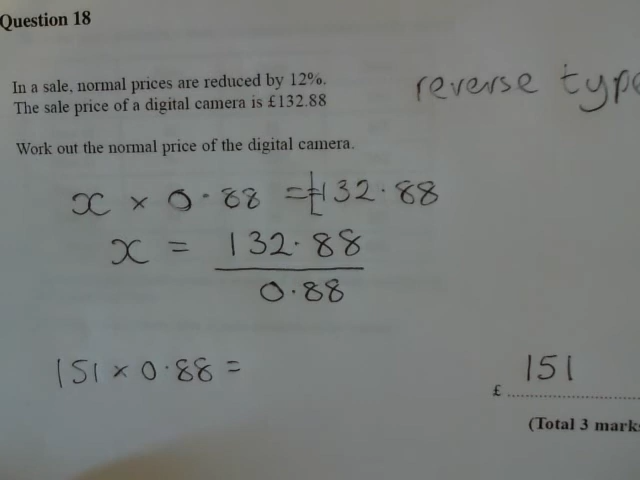 Question 18
In a sale, normal prices are reduced by 12%.
The sale price of a digital camera is £132.88
reverse type
Work out the normal price of the digital camera.
x × 0.88 = £132.88
x = 132.88
0.88
151 × 0.88 =
£ 151
(Total 3 marks